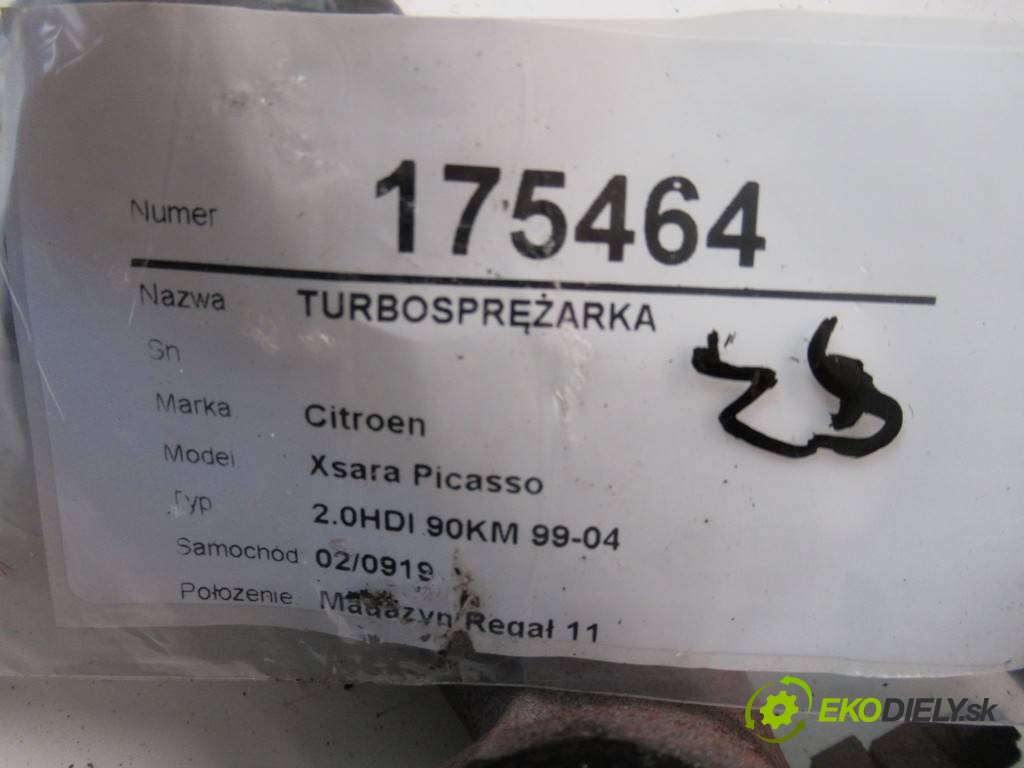 Numer 175464
Nazwa TURBOSPRĘŻARKA
Sn
Marka Citroen
Model Xsara Picasso
Typ 2.0HDI 90KM 99-04
Samochód 02/0919
Położenie Magazyn Regał 11
EKODIELY.sk